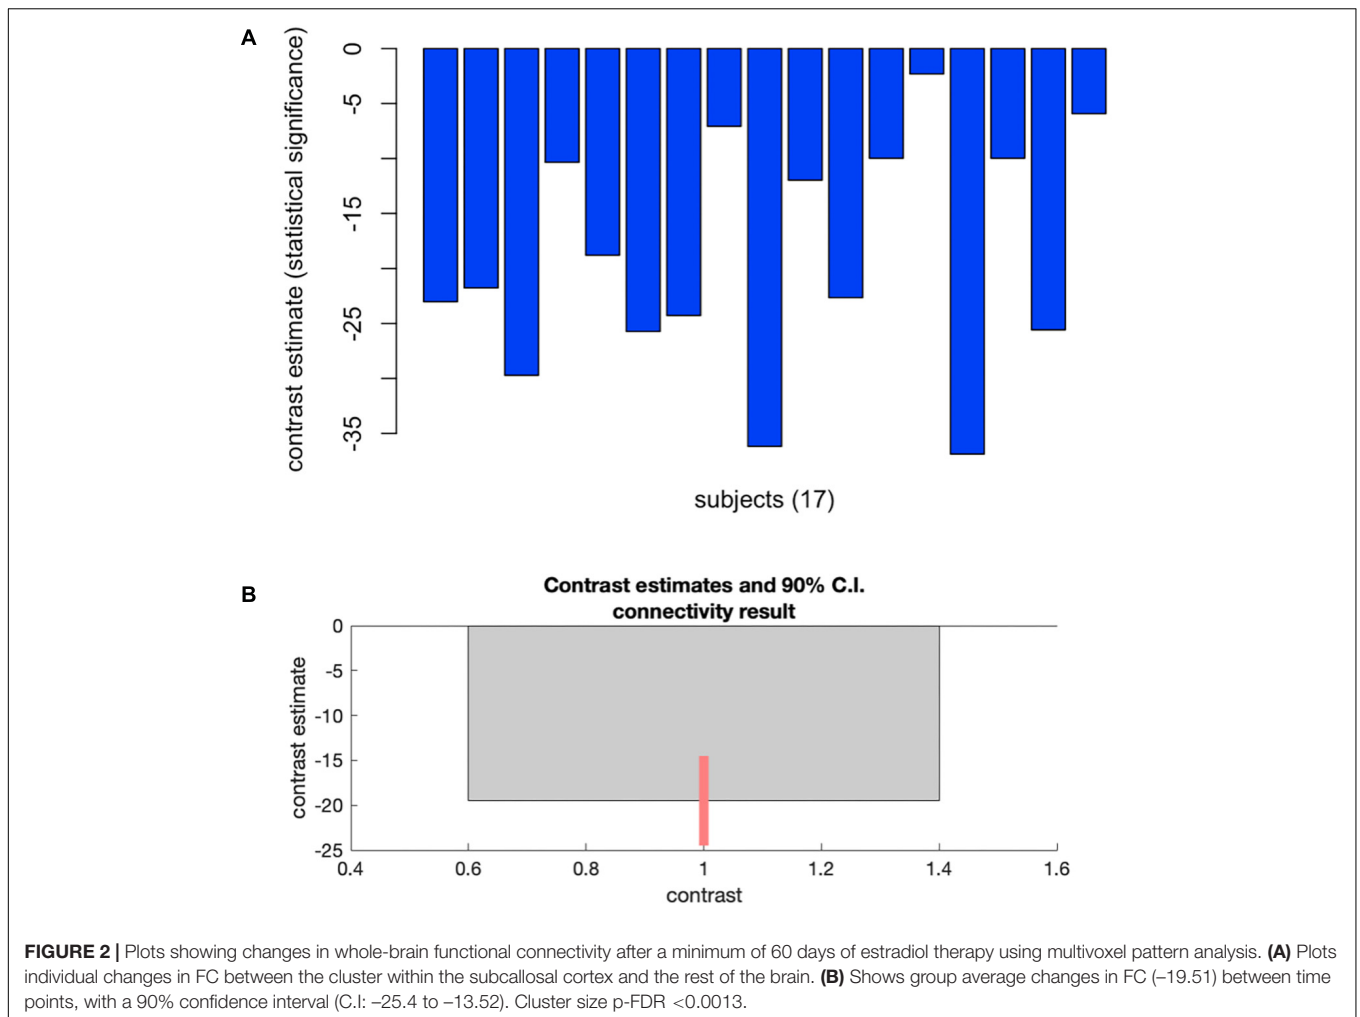 A
contrast estimate (statistical significance)
0
-5
-15
-25
-35
subjects (17)
B
Contrast estimates and 90% C.I.
connectivity result
contrast estimate
0
-5
-10
-15
-20
-25
0.4 0.6 0.8 1 1.2 1.4 1.6
contrast
FIGURE 2 | Plots showing changes in whole-brain functional connectivity after a minimum of 60 days of estradiol therapy using multivoxel pattern analysis. (A) Plots
individual changes in FC between the cluster within the subcallosal cortex and the rest of the brain. (B) Shows group average changes in FC (–19.51) between time
points, with a 90% confidence interval (C.I: –25.4 to –13.52). Cluster size p-FDR <0.0013.